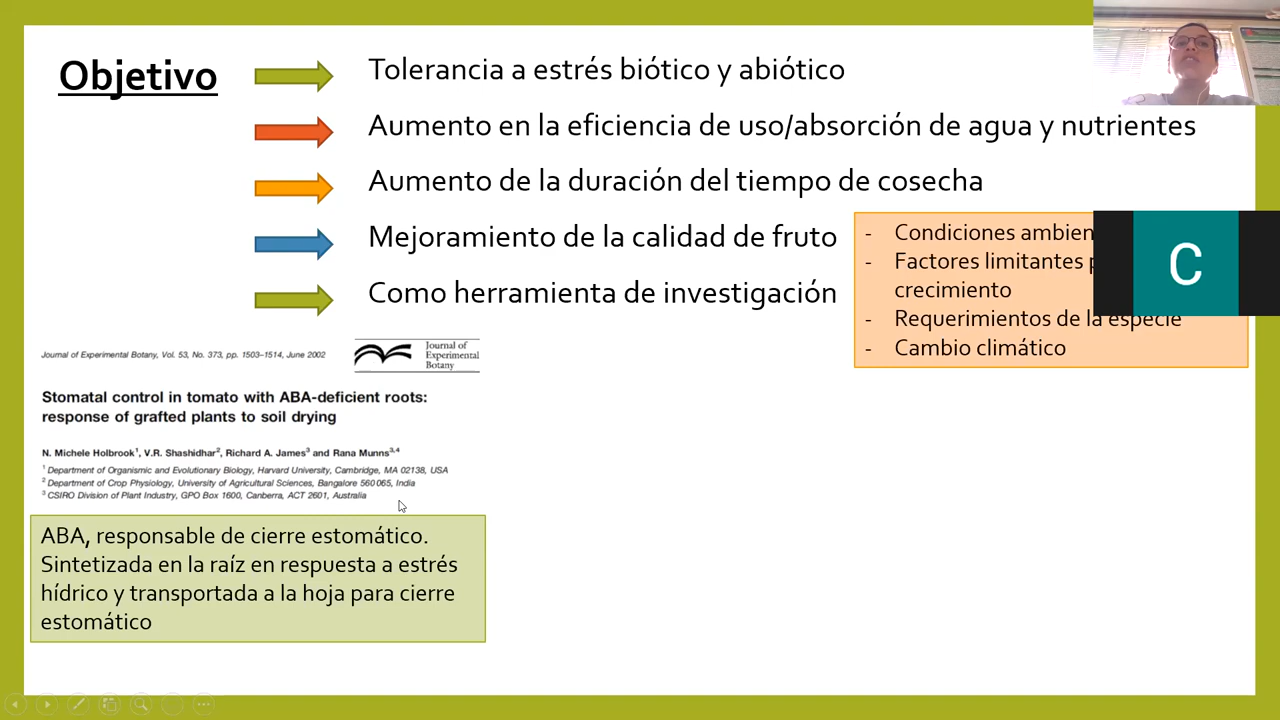 Objetivo
Tolerancia a estrés biótico y abiótico
Aumento en la eficiencia de uso/absorción de agua y nutrientes
Aumento de la duración del tiempo de cosecha
Mejoramiento de la calidad de fruto
Como herramienta de investigación
- Condiciones
- Factores limitantes
crecimiento
- Requerimientos de la especie
- Cambio climático
C
Journal of Experimental Botany, Vol. 53, No. 373, pp. 1503–1514, June 2002
Journal of
Experimental
Botany
Stomatal control in tomato with ABA-deficient roots:
response of grafted plants to soil drying
N. Michele Holbrook1, V.R. Shashidhar2, Richard A. James3 and Rana Munns3,4
1 Department of Organismic and Evolutionary Biology, Harvard University, Cambridge, MA 02138, USA
2 Department of Crop Physiology, University of Agricultural Sciences, Bangalore 560 065, India
3 CSIRO Division of Plant Industry, GPO Box 1600, Canberra, ACT 2601, Australia
ABA, responsable de cierre estomático.
Sintetizada en la raíz en respuesta a estrés
hídrico y transportada a la hoja para cierre
estomático